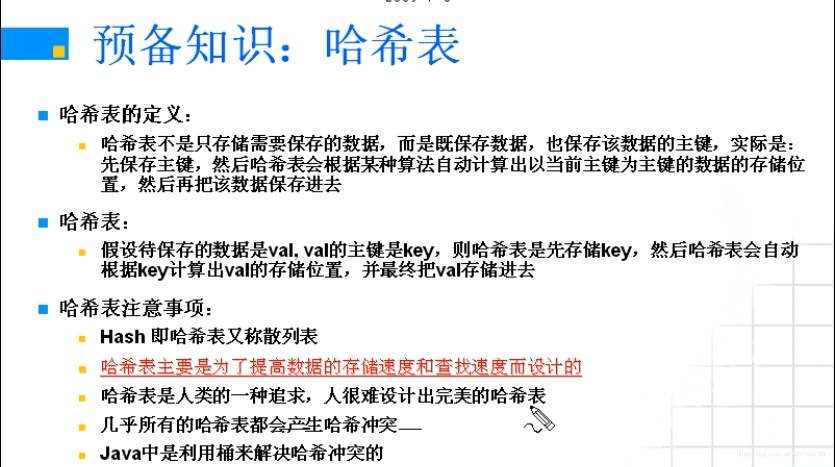 预备知识：哈希表
哈希表的定义：
哈希表不是只存储需要保存的数据，而是既保存数据，也保存该数据的主键，实际是：
先保存主键，然后哈希表会根据某种算法自动计算出以当前主键为主键的数据的存储位
置，然后再把该数据保存进去
哈希表：
假设待保存的数据是val, val的主键是key，则哈希表是先存储key，然后哈希表会自动
根据key计算出val的存储位置，并最终把val存储进去
哈希表注意事项：
Hash 即哈希表又称散列表
哈希表主要是为了提高数据的存储速度和查找速度而设计的
哈希表是人类的一种追求，人很难设计出完美的哈希表
几乎所有的哈希表都会产生哈希冲突
Java中是利用桶来解决哈希冲突的